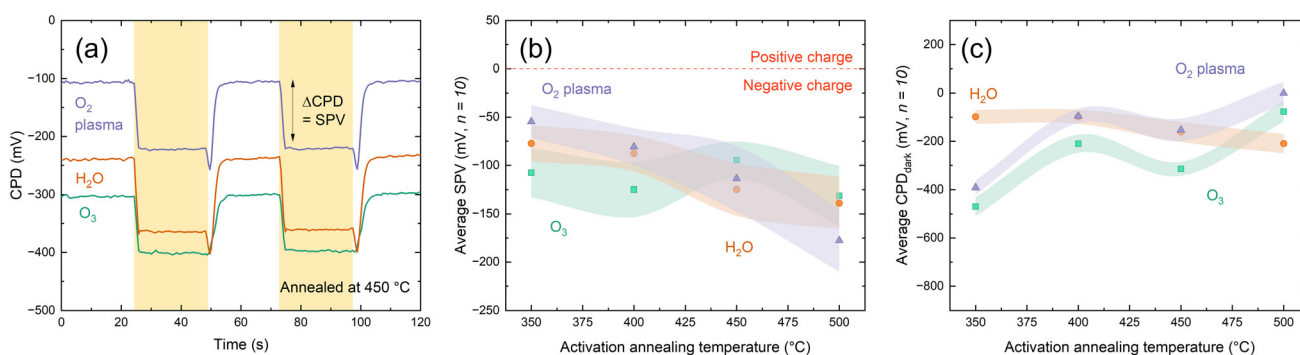 (a)
CPD (mV)
0
−100
−200
−300
−400
−500
O₂
plasma
ΔCPD
= SPV
H₂O
O₃
Annealed at 450 °C
0
20
40
60
80
100
120
Time (s)
(b)
Average SPV (mV, n = 10)
50
0
−50
−100
−150
−200
−250
Positive charge
Negative charge
O₂ plasma
O₃
H₂O
350
375
400
425
450
475
500
Activation annealing temperature (°C)
(c)
Average CPDdark (mV, n = 10)
200
0
−200
−400
−600
−800
H₂O
O₂ plasma
O₃
350
375
400
425
450
475
500
Activation annealing temperature (°C)